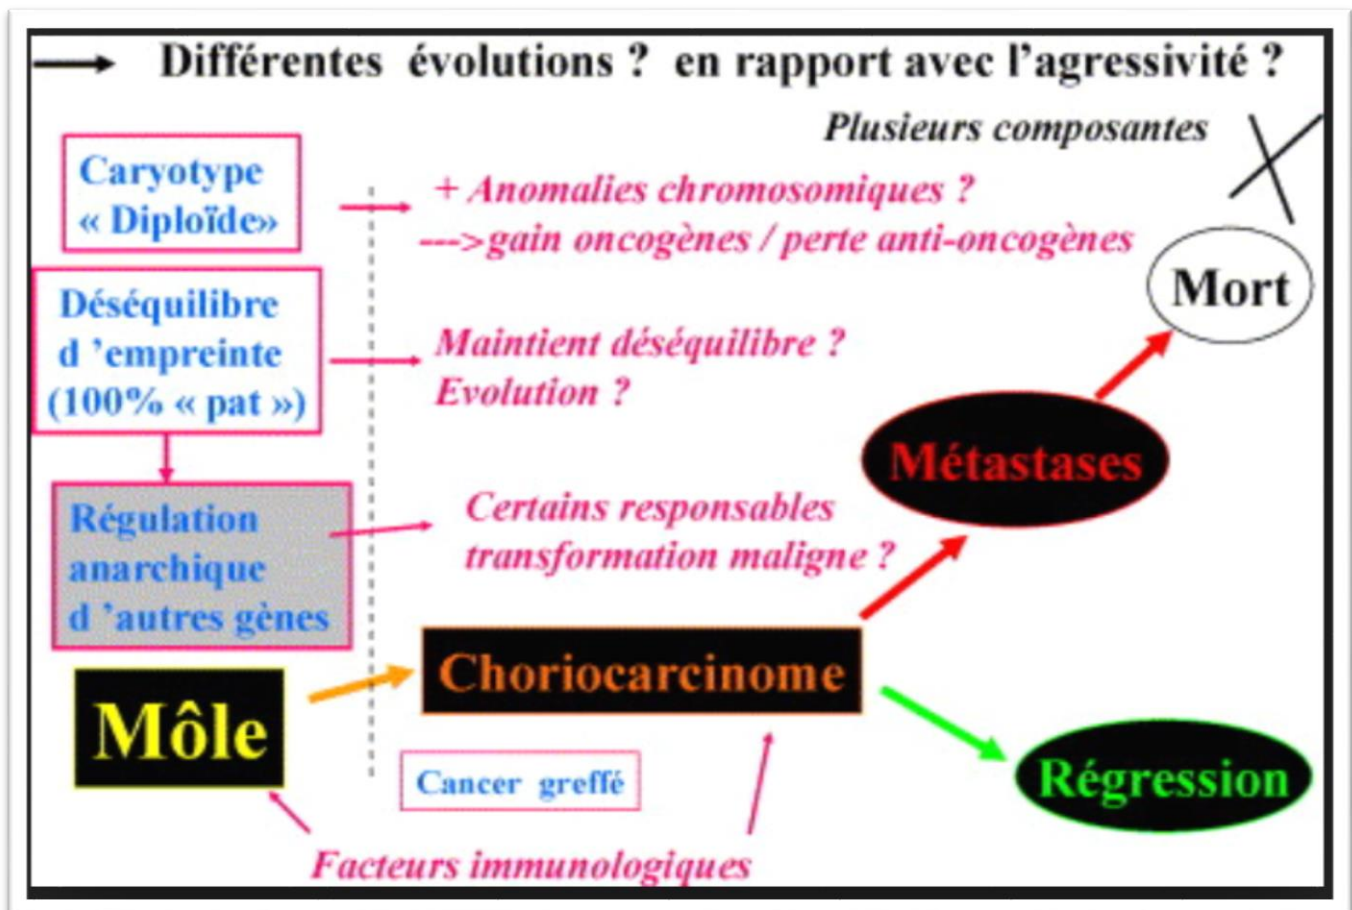 Différentes évolutions ? en rapport avec l'agressivité ?
Plusieurs composantes
Caryotype
« Diploïde»
+ Anomalies chromosomiques ?
--->gain oncogènes / perte anti-oncogènes
Mort
Déséquilibre
d 'empreinte
(100% « pat »)
Maintient déséquilibre ?
Evolution ?
Métastases
Régulation
anarchique
d 'autres gènes
Certains responsables
transformation maligne ?
Môle
Choriocarcinome
Cancer greffé
Régression
Facteurs immunologiques